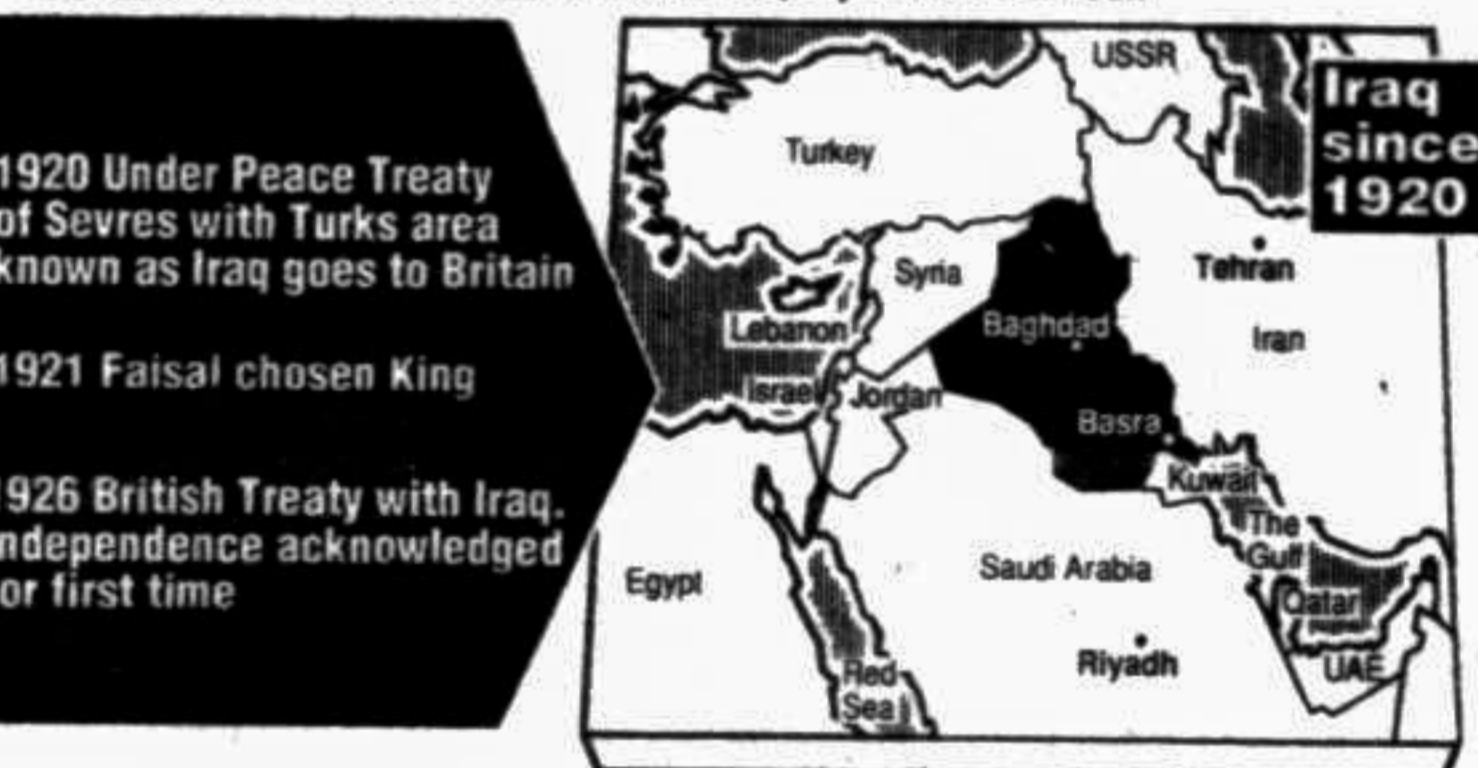 1920 Under Peace Treaty
of Sevres with Turks area
known as Iraq goes to Britain
1921 Faisal chosen King
1926 British Treaty with Iraq.
ndependence acknowledged
or first time
USSR
Iraq
since
1920
Turkey
Tehran
Syria
Lebanon
Baghdad
Iran
Israel
Jordan
Basra
Kuwait
The
Gulf
Egypt
Saudi Arabia
Qatar
Riyadh
UAE
Red
Sea